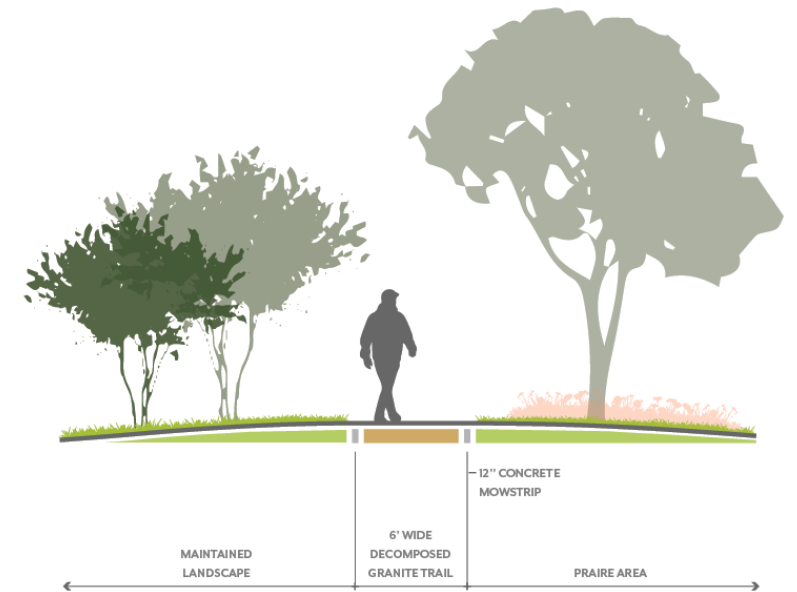 12" CONCRETE
MOWSTRIP
6' WIDE
MAINTAINED DECOMPOSED
LANDSCAPE GRANITE TRAIL PRAIRE AREA